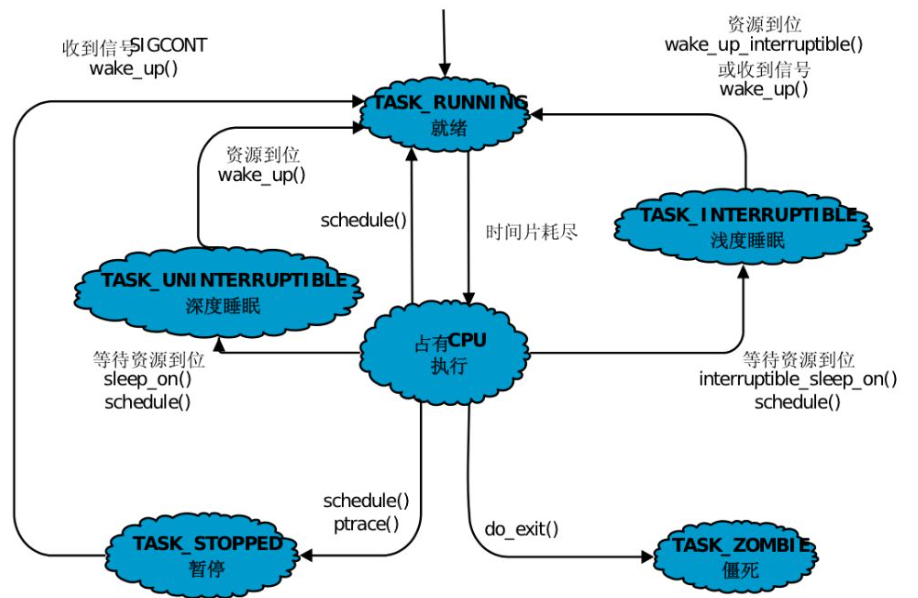 收到信号SIGCONT
wake_up()
资源到位
wake_up_interruptible()
或收到信号
wake_up()
TASK_RUNNING
就绪
资源到位
wake_up()
schedule()
时间片耗尽
TASK_INTERRUPTIBLE
浅度睡眠
TASK_UNINTERRUPTIBLE
深度睡眠
占有CPU
执行
等待资源到位
sleep_on()
schedule()
等待资源到位
interruptible_sleep_on()
schedule()
schedule()
ptrace()
do_exit()
TASK_STOPPED
暂停
TASK_ZOMBIE
僵死